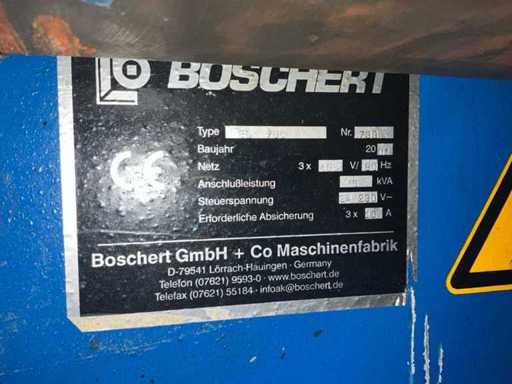 BOSCHERT
CE
Type
Nr.
Baujahr 20
Netz 3 x V/ Hz
Anschlußleistung kVA
Steuerspannung V~
Erforderliche Absicherung 3 x A
Boschert GmbH + Co Maschinenfabrik
D-79541 Lörrach-Hauingen · Germany
Telefon (07621) 9593-0 · www.boschert.de
Telefax (07621) 55184 · infoak@boschert.de